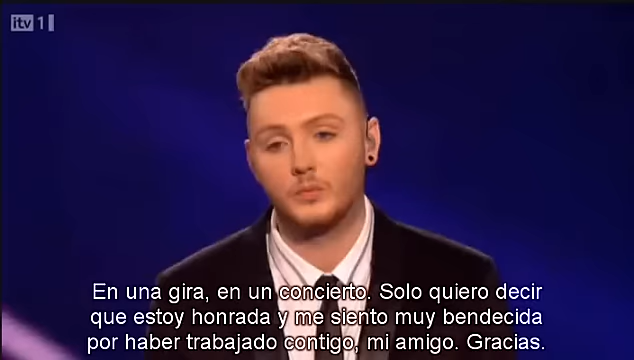 itv 1
En una gira, en un concierto. Solo quiero decir
que estoy honrada y me siento muy bendecida
por haber trabajado contigo, mi amigo. Gracias.